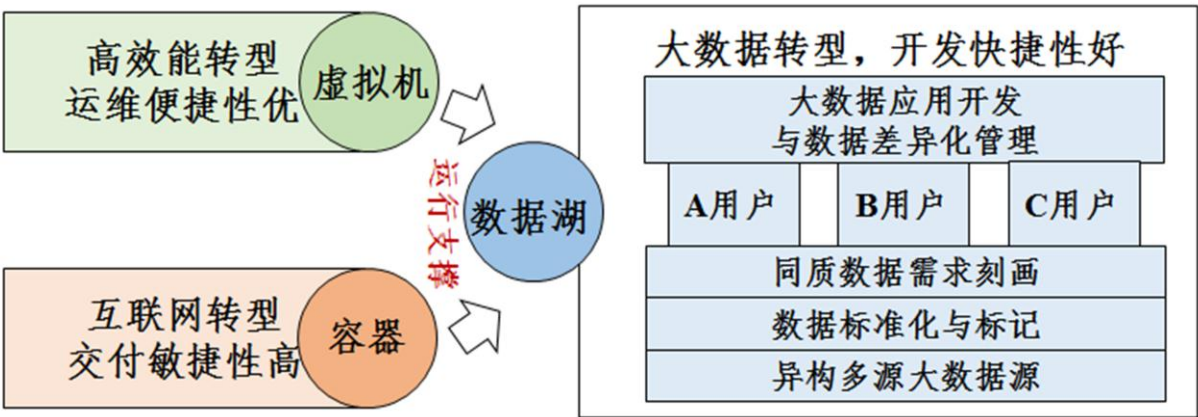 高效能转型
运维便捷性优
虚拟机
互联网转型
交付敏捷性高
容器
运行支撑
数据湖
大数据转型，开发快捷性好
大数据应用开发
与数据差异化管理
A用户
B用户
C用户
同质数据需求刻画
数据标准化与标记
异构多源大数据源